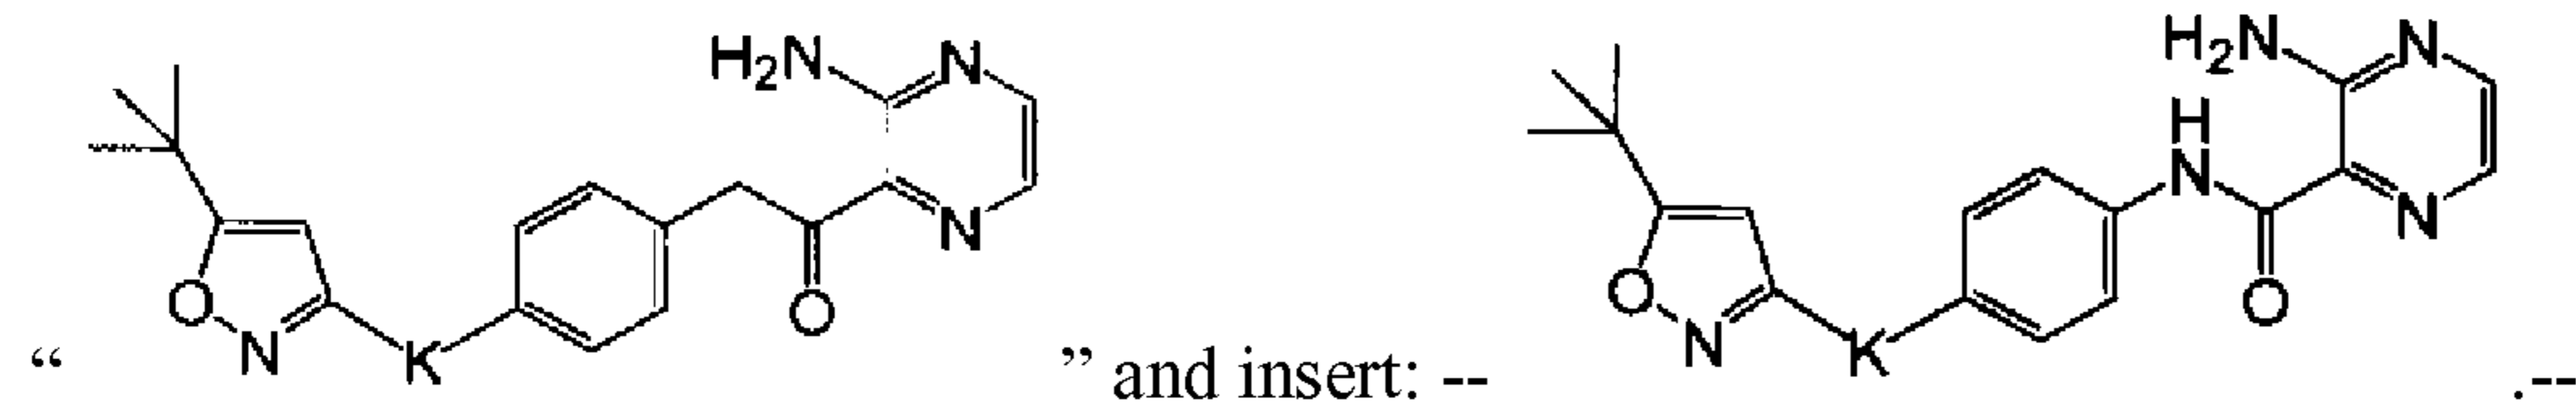 “ H₂N N N O O N K ” and insert: -- H₂N N H N N O O N K .--